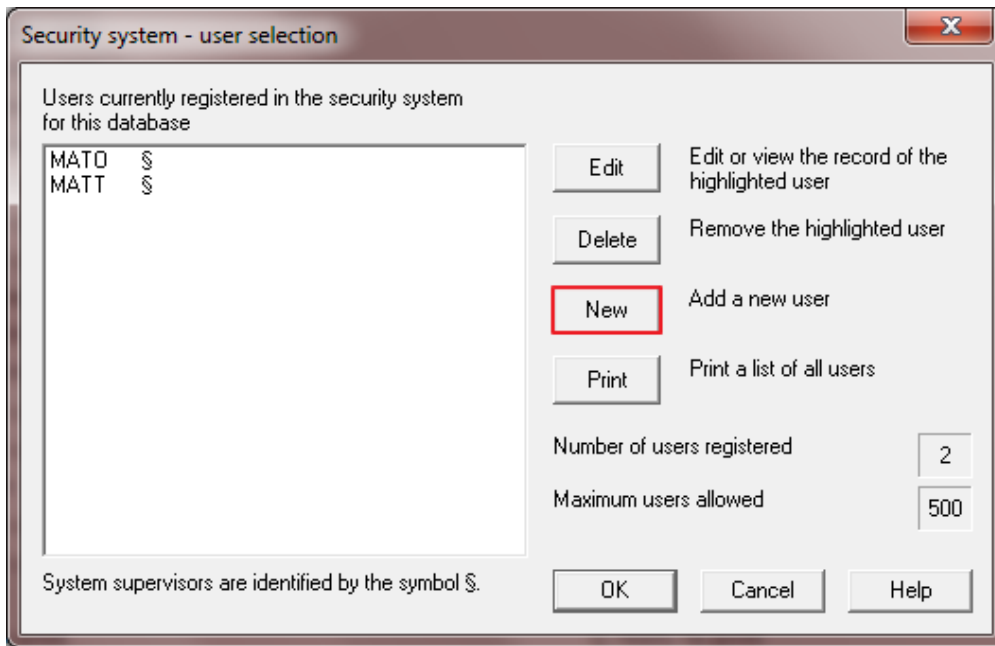 Security system - user selection
Users currently registered in the security system
for this database
MATO §
MATT §
Edit
Edit or view the record of the
highlighted user
Delete
Remove the highlighted user
New
Add a new user
Print
Print a list of all users
Number of users registered
2
Maximum users allowed
500
System supervisors are identified by the symbol §.
OK
Cancel
Help